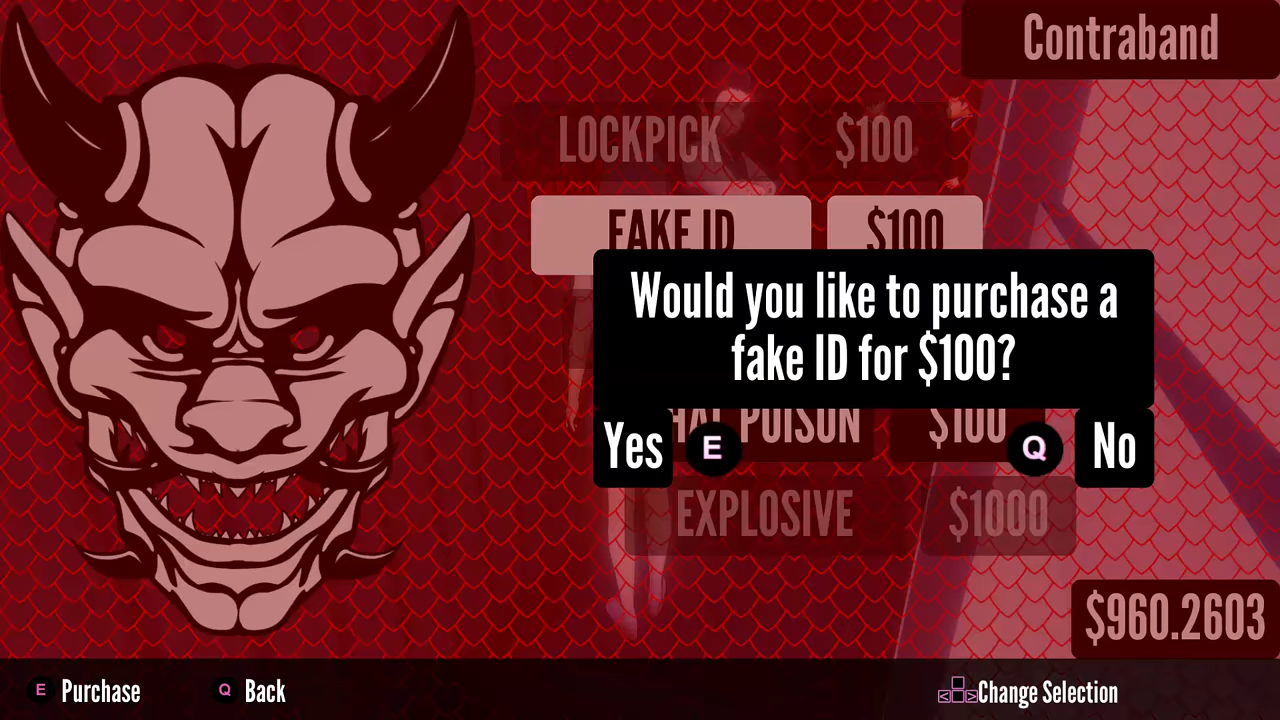 Contraband
LOCKPICK $100
FAKE ID $100
Would you like to purchase a
fake ID for $100?
POISON $100
Yes E Q No
EXPLOSIVE $1000
$960.2603
E Purchase Q Back Change Selection